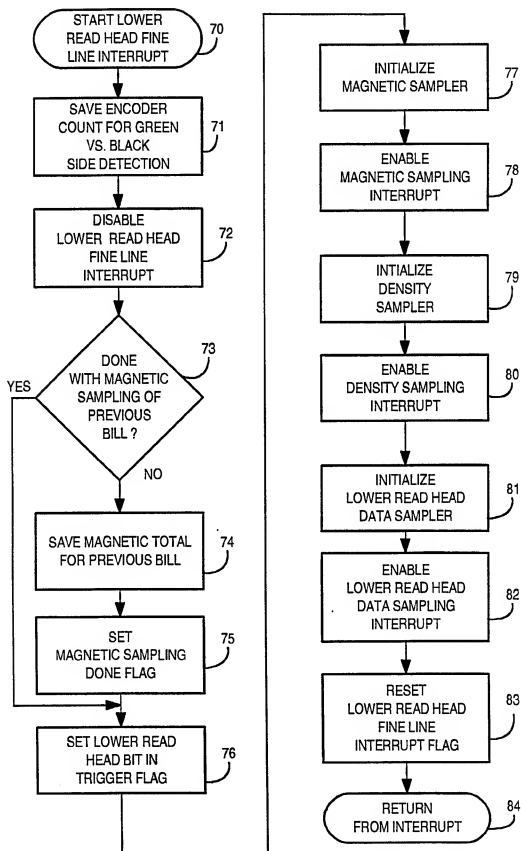 START LOWER
READ HEAD FINE
LINE INTERRUPT
70
SAVE ENCODER
COUNT FOR GREEN
VS. BLACK
SIDE DETECTION
71
DISABLE
LOWER READ HEAD
FINE LINE
INTERRUPT
72
DONE
WITH MAGNETIC
SAMPLING OF
PREVIOUS
BILL ?
73
YES
NO
SAVE MAGNETIC TOTAL
FOR PREVIOUS BILL
74
SET
MAGNETIC SAMPLING
DONE FLAG
75
SET LOWER READ
HEAD BIT IN
TRIGGER FLAG
76
INITIALIZE
MAGNETIC SAMPLER
77
ENABLE
MAGNETIC SAMPLING
INTERRUPT
78
INTIALIZE
DENSITY
SAMPLER
79
ENABLE
DENSITY SAMPLING
INTERRUPT
80
INITIALIZE
LOWER READ HEAD
DATA SAMPLER
81
ENABLE
LOWER READ HEAD
DATA SAMPLING
INTERRUPT
82
RESET
LOWER READ HEAD
FINE LINE
INTERRUPT FLAG
83
RETURN
FROM INTERRUPT
84